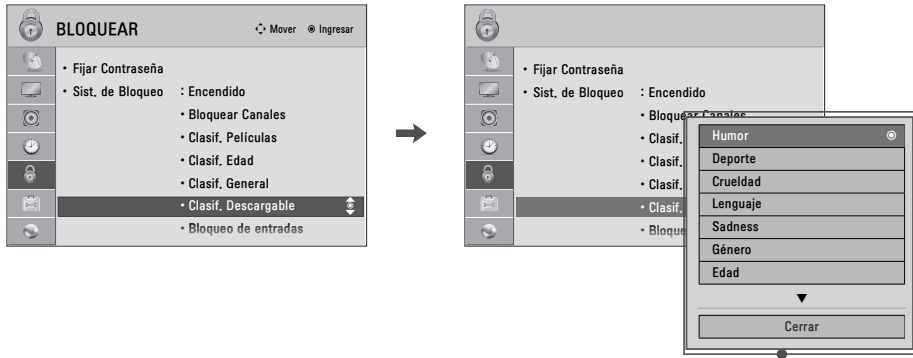 BLOQUEAR
Mover Ingresar
• Fijar Contraseña
• Sist. de Bloqueo : Encendido
• Bloquear Canales
• Clasif. Películas
• Clasif. Edad
• Clasif. General
• Clasif. Descargable
• Bloqueo de entradas
• Fijar Contraseña
• Sist. de Bloqueo : Encendido
• Bloquear Canales
• Clasif.
• Clasif.
• Clasif.
• Clasif.
• Bloque
Humor
Deporte
Crueldad
Lenguaje
Sadness
Género
Edad
▼
Cerrar